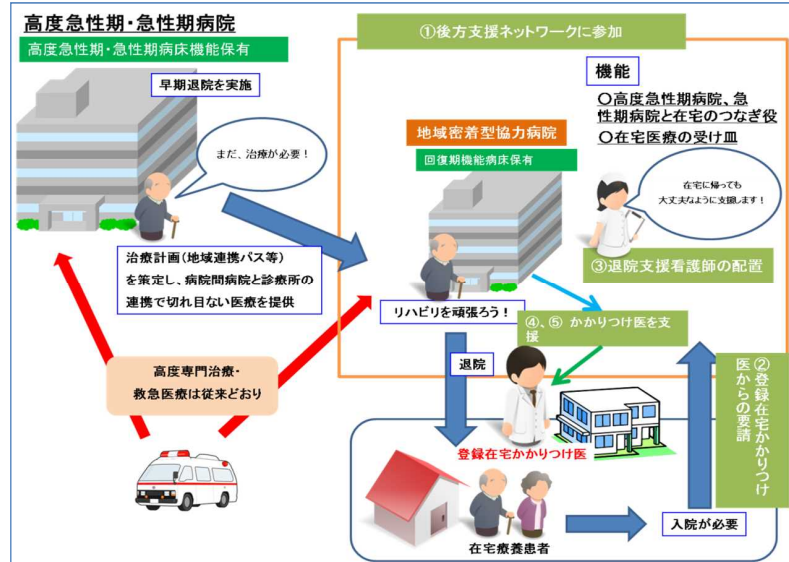 高度急性期・急性期病院
高度急性期・急性期病床機能保有
早期退院を実施
まだ、治療が必要！
治療計画（地域連携パス等）
を策定し、病院間病院と診療所の
連携で切れ目ない医療を提供
高度専門治療・
救急医療は従来どおり
①後方支援ネットワークに参加
機能
〇高度急性期病院、急
性期病院と在宅のつなぎ役
〇在宅医療の受け皿
地域密着型協力病院
回復期機能病床保有
在宅に帰っても
大丈夫なように支援します！
③退院支援看護師の配置
リハビリを頑張ろう！
④、⑤ かかりつけ医を支
援
退院
②登録在宅かかりつけ
医からの要請
登録在宅かかりつけ医
在宅療養患者
入院が必要